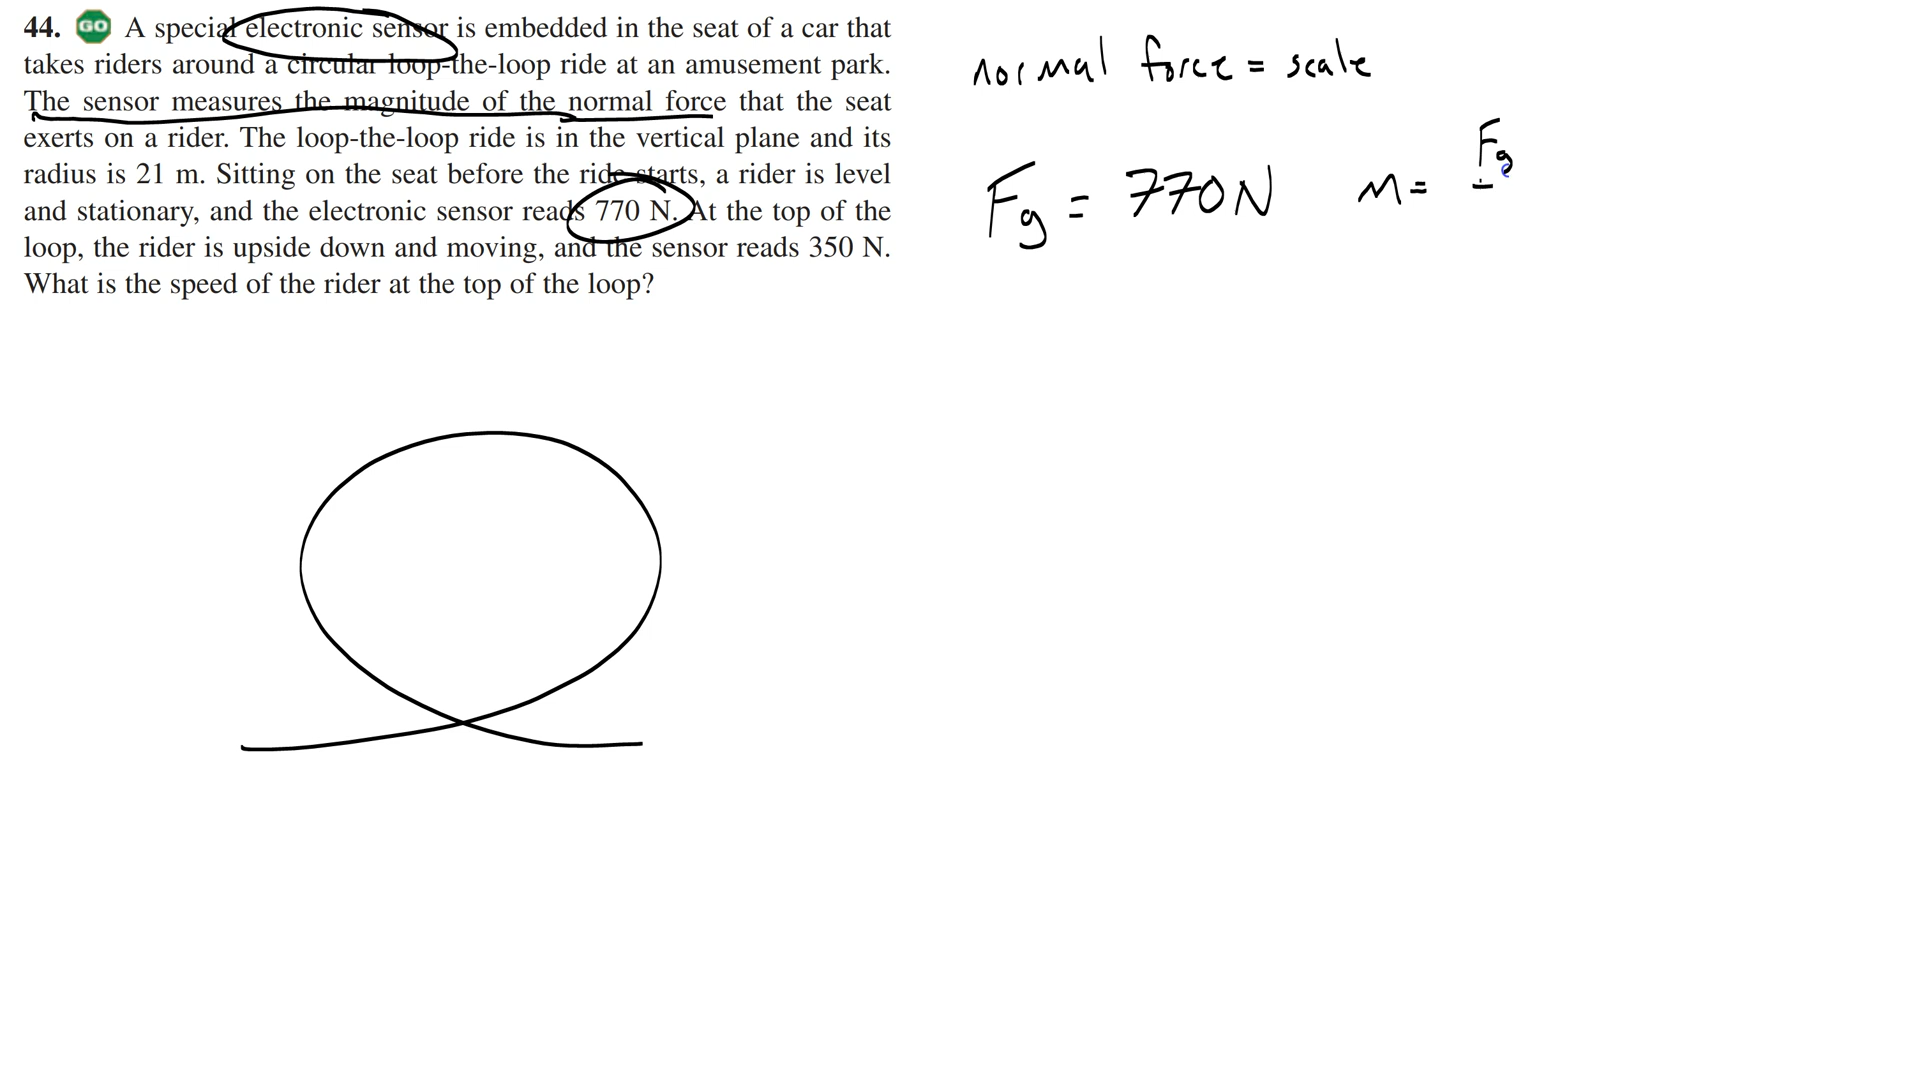 44. GO A special electronic sensor is embedded in the seat of a car that
takes riders around a circular loop-the-loop ride at an amusement park.
The sensor measures the magnitude of the normal force that the seat
exerts on a rider. The loop-the-loop ride is in the vertical plane and its
radius is 21 m. Sitting on the seat before the ride starts, a rider is level
and stationary, and the electronic sensor reads 770 N. At the top of the
loop, the rider is upside down and moving, and the sensor reads 350 N.
What is the speed of the rider at the top of the loop?
normal force = scale
Fg = 770N
m = Fg